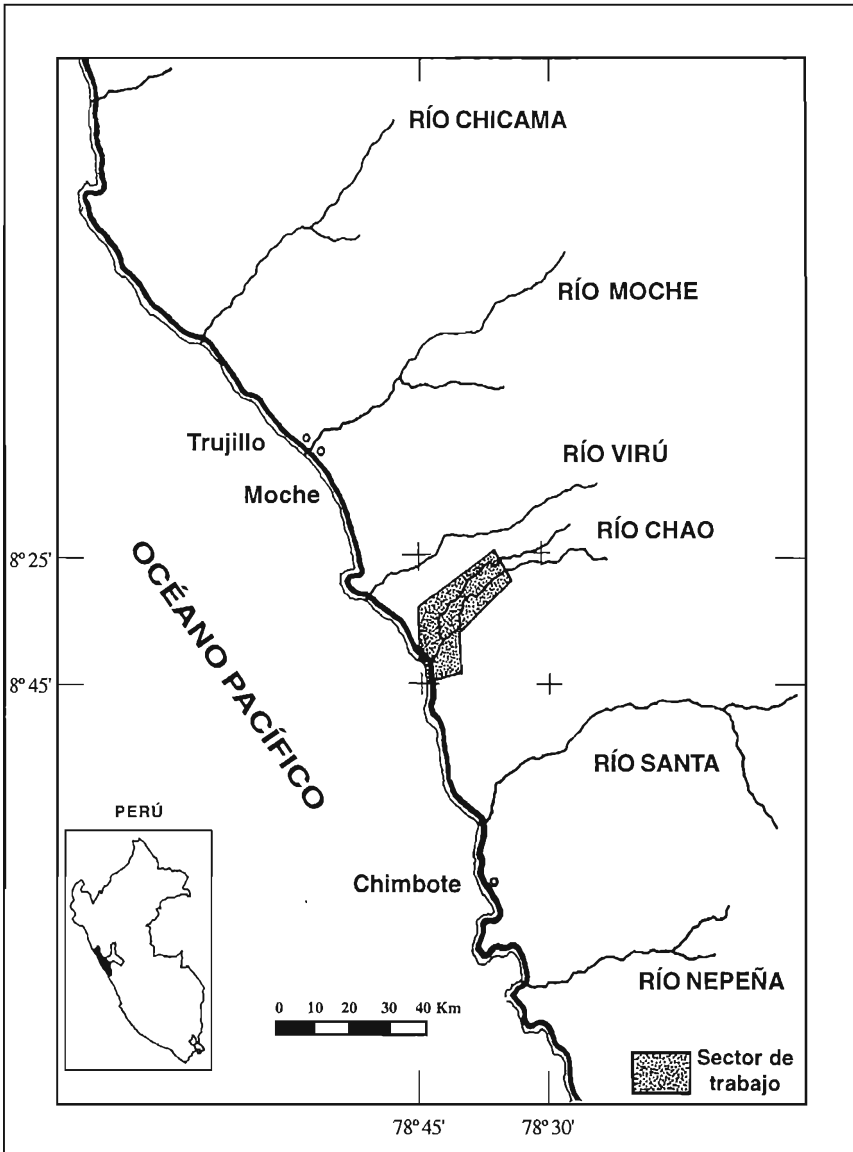 RÍO CHICAMA
RÍO MOCHE
Trujillo
Moche
RÍO VIRÚ
RÍO CHAO
8° 25'
OCÉANO PACÍFICO
8° 45'
RÍO SANTA
PERÚ
Chimbote
RÍO NEPEÑA
0 10 20 30 40 Km
Sector de
trabajo
78° 45' 78° 30'